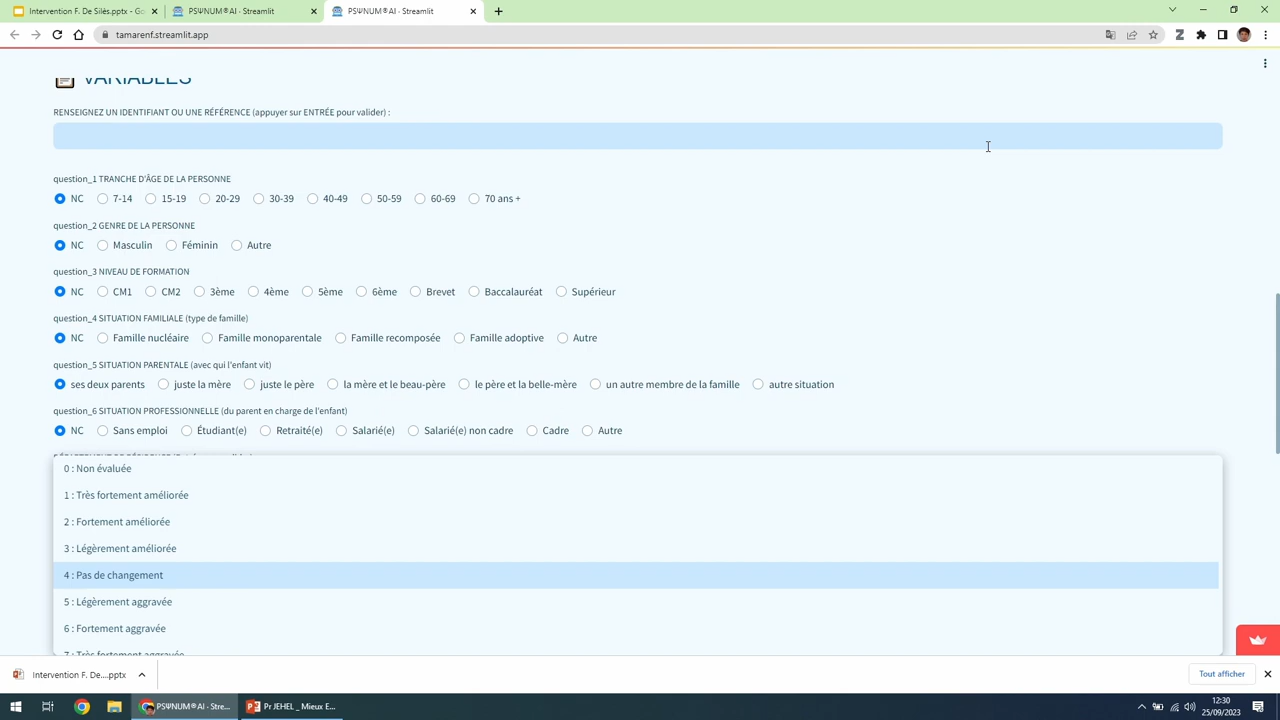 Intervention F. De Silès.pptx - Go
PSΨNUM®AI · Streamlit
PSΨNUM®AI · Streamlit
tamarenf.streamlit.app
VARIABLES
RENSEIGNEZ UN IDENTIFIANT OU UNE RÉFÉRENCE (appuyer sur ENTRÉE pour valider) :
question_1 TRANCHE D'ÂGE DE LA PERSONNE
NC 7-14 15-19 20-29 30-39 40-49 50-59 60-69 70 ans +
question_2 GENRE DE LA PERSONNE
NC Masculin Féminin Autre
question_3 NIVEAU DE FORMATION
NC CM1 CM2 3ème 4ème 5ème 6ème Brevet Baccalauréat Supérieur
question_4 SITUATION FAMILIALE (type de famille)
NC Famille nucléaire Famille monoparentale Famille recomposée Famille adoptive Autre
question_5 SITUATION PARENTALE (avec qui l'enfant vit)
ses deux parents juste la mère juste le père la mère et le beau-père le père et la belle-mère un autre membre de la famille autre situation
question_6 SITUATION PROFESSIONNELLE (du parent en charge de l'enfant)
NC Sans emploi Étudiant(e) Retraité(e) Salarié(e) Salarié(e) non cadre Cadre Autre
0 : Non évaluée
1 : Très fortement améliorée
2 : Fortement améliorée
3 : Légèrement améliorée
4 : Pas de changement
5 : Légèrement aggravée
6 : Fortement aggravée
7 : Très fortement aggravée
Intervention F. De....pptx
Tout afficher
PSΨNUM®AI · Stre...
Pr JEHEL _ Mieux E...
12:30
25/09/2023